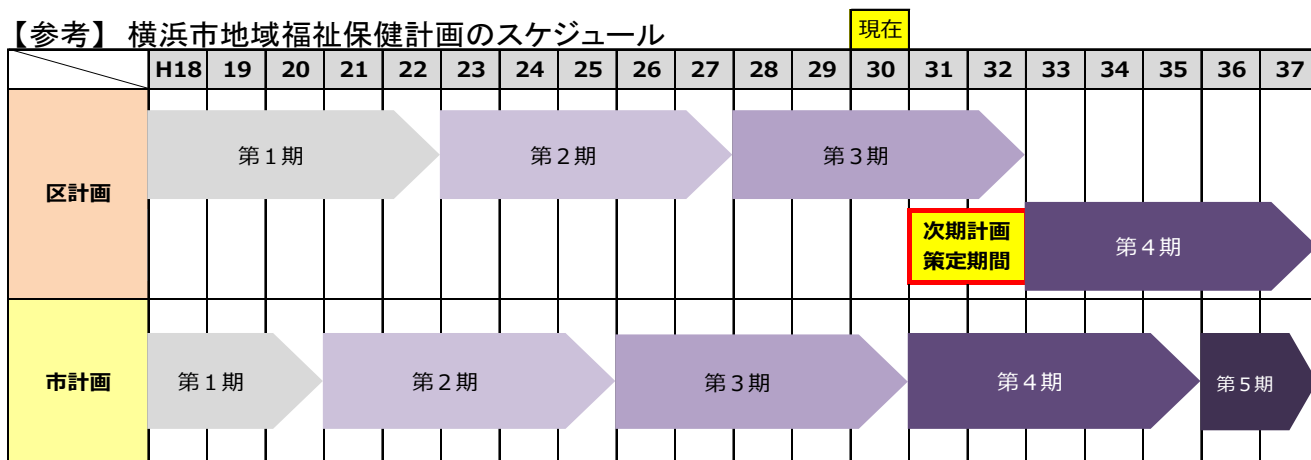 【参考】 横浜市地域福祉保健計画のスケジュール
現在
H18 19 20 21 22 23 24 25 26 27 28 29 30 31 32 33 34 35 36 37
区計画
第１期
第２期
第３期
次期計画
策定期間
第４期
市計画
第１期
第２期
第３期
第４期
第５期